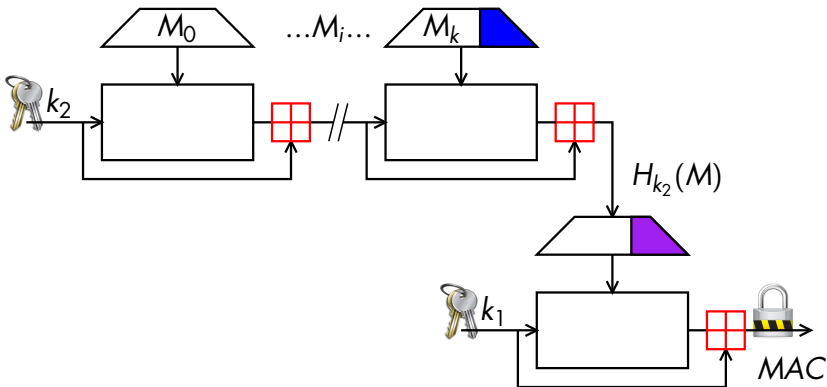 M₀ ...Mᵢ... Mₖ
k₂
Hₖ₂(M)
k₁
MAC